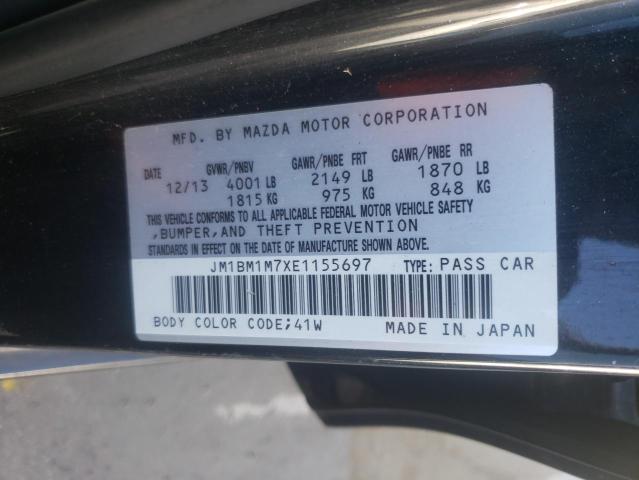 MFD. BY MAZDA MOTOR CORPORATION
DATE GVWR/PNBV GAWR/PNBE FRT GAWR/PNBE RR
12/13 4001 LB 2149 LB 1870 LB
1815 KG 975 KG 848 KG
THIS VEHICLE CONFORMS TO ALL APPLICABLE FEDERAL MOTOR VEHICLE SAFETY
,BUMPER,AND THEFT PREVENTION
STANDARDS IN EFFECT ON THE DATE OF MANUFACTURE SHOWN ABOVE.
JM1BM1M7XE1155697 TYPE: PASS CAR
BODY COLOR CODE;41W MADE IN JAPAN